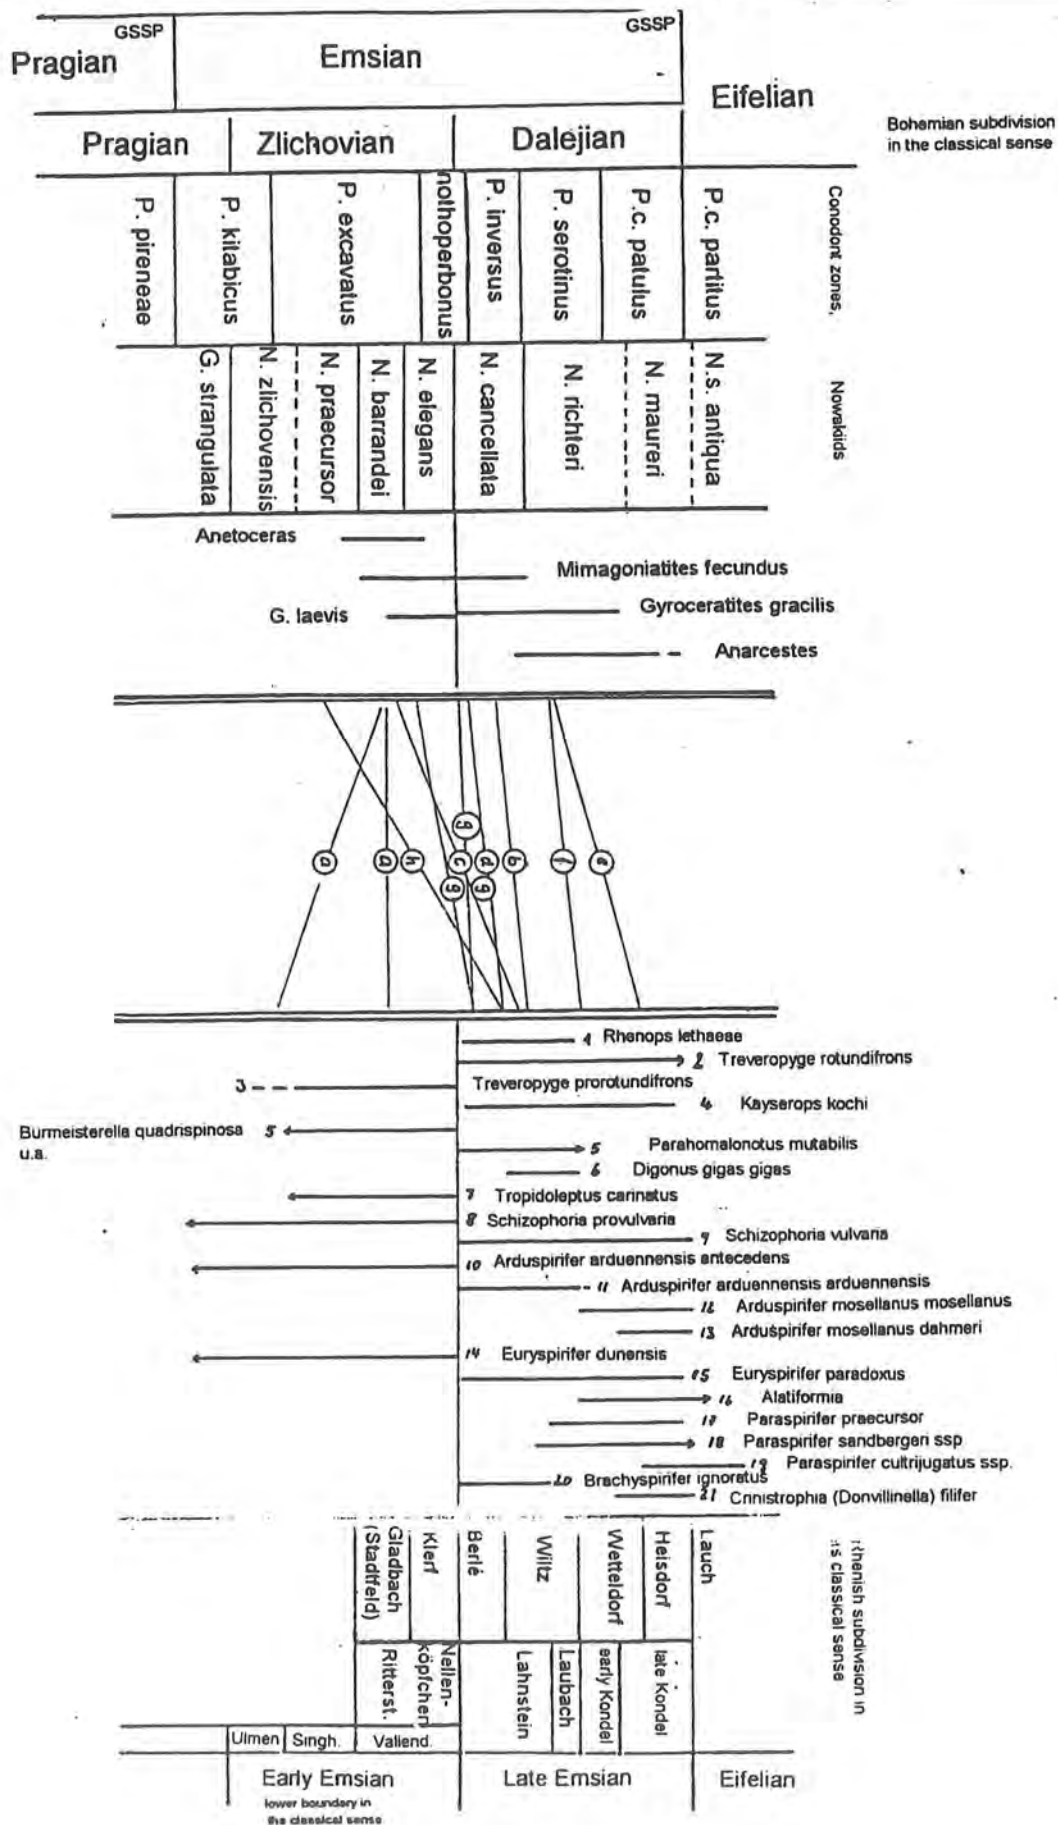 GSSP
GSSP
Pragian
Emsian
Eifelian
Pragian
Zlichovian
Dalejian
Bohemian subdivision
in the classical sense
P. pireneae
P. kitabicus
P. excavatus
nothoperbonus
P. inversus
P. serotinus
P.c. patulus
P.c. partitus
Conodont zones,
G. strangulata
N. zlichovensis
N. praecursor
N. barrandei
N. elegans
N. cancellata
N. richteri
N. maureri
N.s. antiqua
Nowakiids
Anetoceras
Mimagoniatites fecundus
G. laevis
Gyroceratites gracilis
Anarcestes
g
a
a
h
c
d
b
f
e
g
g
1 Rhenops lethaeae
2 Treveropyge rotundifrons
3
Treveropyge prorotundifrons
4 Kayserops kochi
Burmeisterella quadrispinosa 5
u.a.
5 Parahomalonotus mutabilis
6 Digonus gigas gigas
7 Tropidoleptus carinatus
8 Schizophoria provulvaria
9 Schizophoria vulvaria
10 Arduspirifer arduennensis antecedens
11 Arduspirifer arduennensis arduennensis
12 Arduspirifer mosellanus mosellanus
13 Arduspirifer mosellanus dahmeri
14 Euryspirifer dunensis
15 Euryspirifer paradoxus
16 Alatiformia
17 Paraspirifer praecursor
18 Paraspirifer sandbergeri ssp
19 Paraspirifer cultrijugatus ssp.
20 Brachyspirifer ignoratus
21 Cnnistrophia (Donvillinella) filifer
Gladbach
(Stadtfeld)
Klerf
Berlé
Wiltz
Wetteldorf
Heisdorf
Lauch
rhenish subdivision in
is classical sense
Ritterst.
Nellen-
köpfchen
Lahnstein
Laubach
early Kondel
late Kondel
Ulmen
Singh.
Vallend.
Early Emsian
Late Emsian
Eifelian
lower boundary in
the classical sense